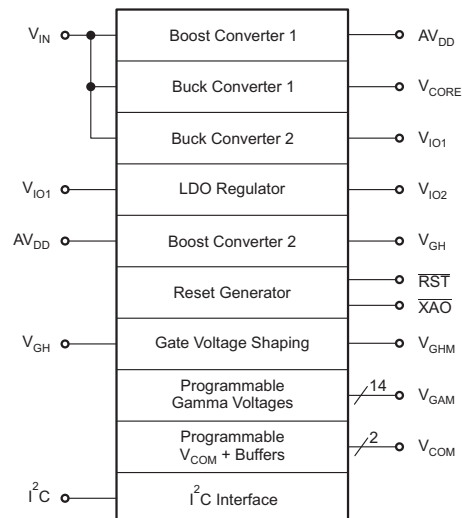 V_IN Boost Converter 1 AV_DD
Buck Converter 1 V_CORE
Buck Converter 2 V_IO1
V_IO1 LDO Regulator V_IO2
AV_DD Boost Converter 2 V_GH
Reset Generator
RST
XAO
V_GH Gate Voltage Shaping V_GHM
Programmable
Gamma Voltages
14 V_GAM
Programmable
V_COM + Buffers
2 V_COM
I²C I²C Interface